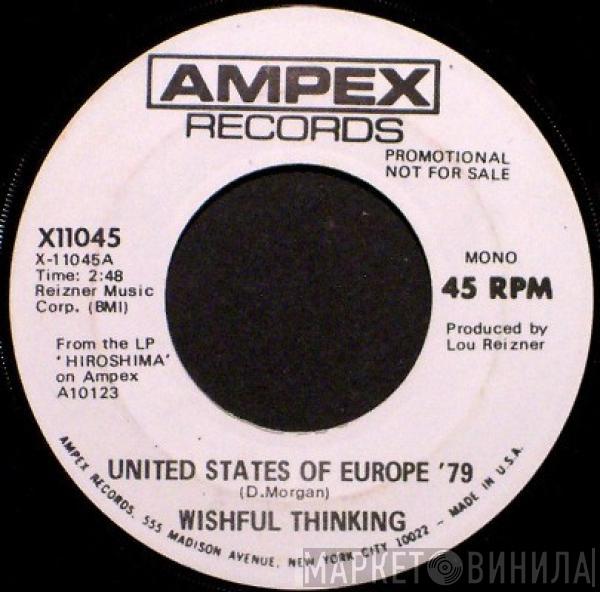 AMPEX
RECORDS
PROMOTIONAL
NOT FOR SALE
X11045
X-11045A
Time: 2:48
Reizner Music
Corp. (BMI)
MONO
45 RPM
From the LP
'HIROSHIMA'
on Ampex
A10123
Produced by
Lou Reizner
UNITED STATES OF EUROPE '79
(D.Morgan)
WISHFUL THINKING
AMPEX RECORDS, 555 MADISON AVENUE, NEW YORK CITY 10022 - MADE IN U.S.A.
МАРКЕТ ВИНИЛА